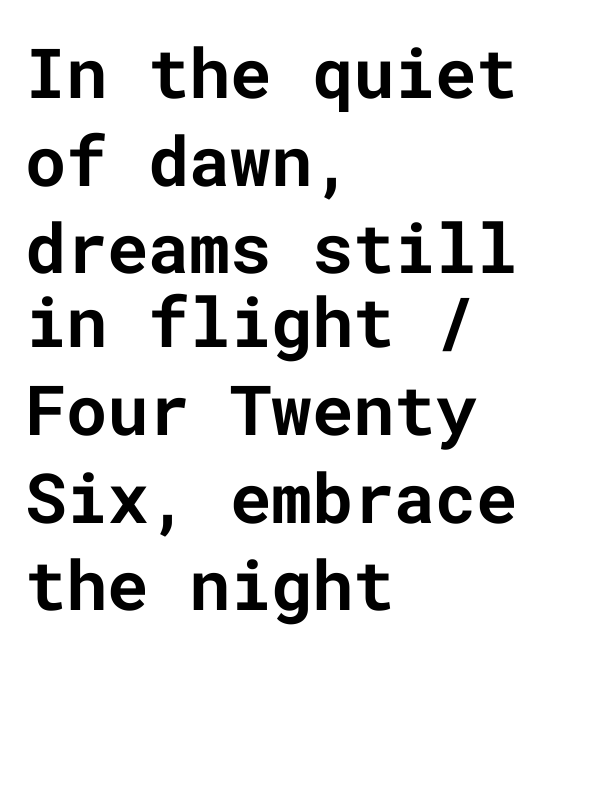 In the quiet
of dawn,
dreams still
in flight /
Four Twenty
Six, embrace
the night